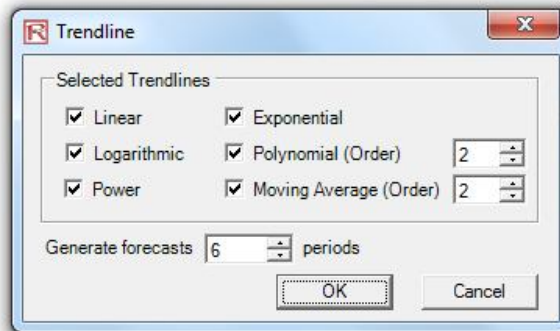 Trendline
Selected Trendlines
Linear Exponential
Logarithmic Polynomial (Order) 2
Power Moving Average (Order) 2
Generate forecasts 6 periods
OK Cancel